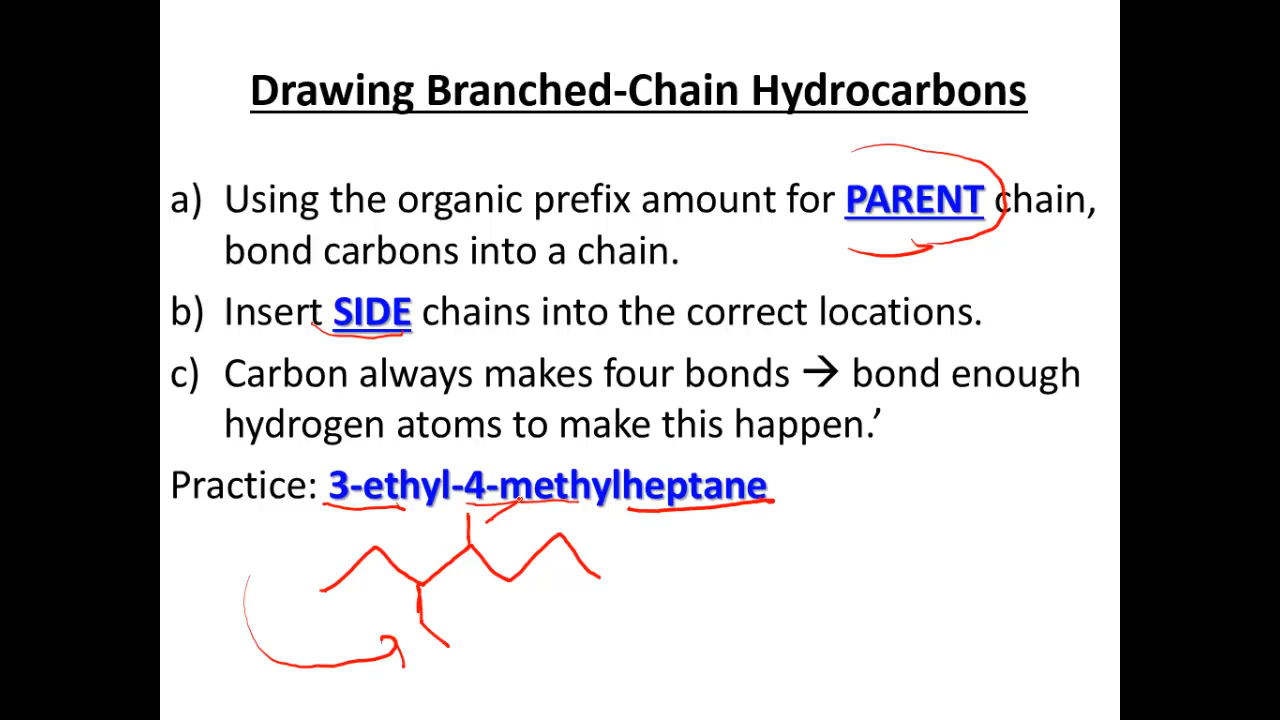 Drawing Branched-Chain Hydrocarbons
a) Using the organic prefix amount for PARENT chain,
bond carbons into a chain.
b) Insert SIDE chains into the correct locations.
c) Carbon always makes four bonds → bond enough
hydrogen atoms to make this happen.’
Practice: 3-ethyl-4-methylheptane